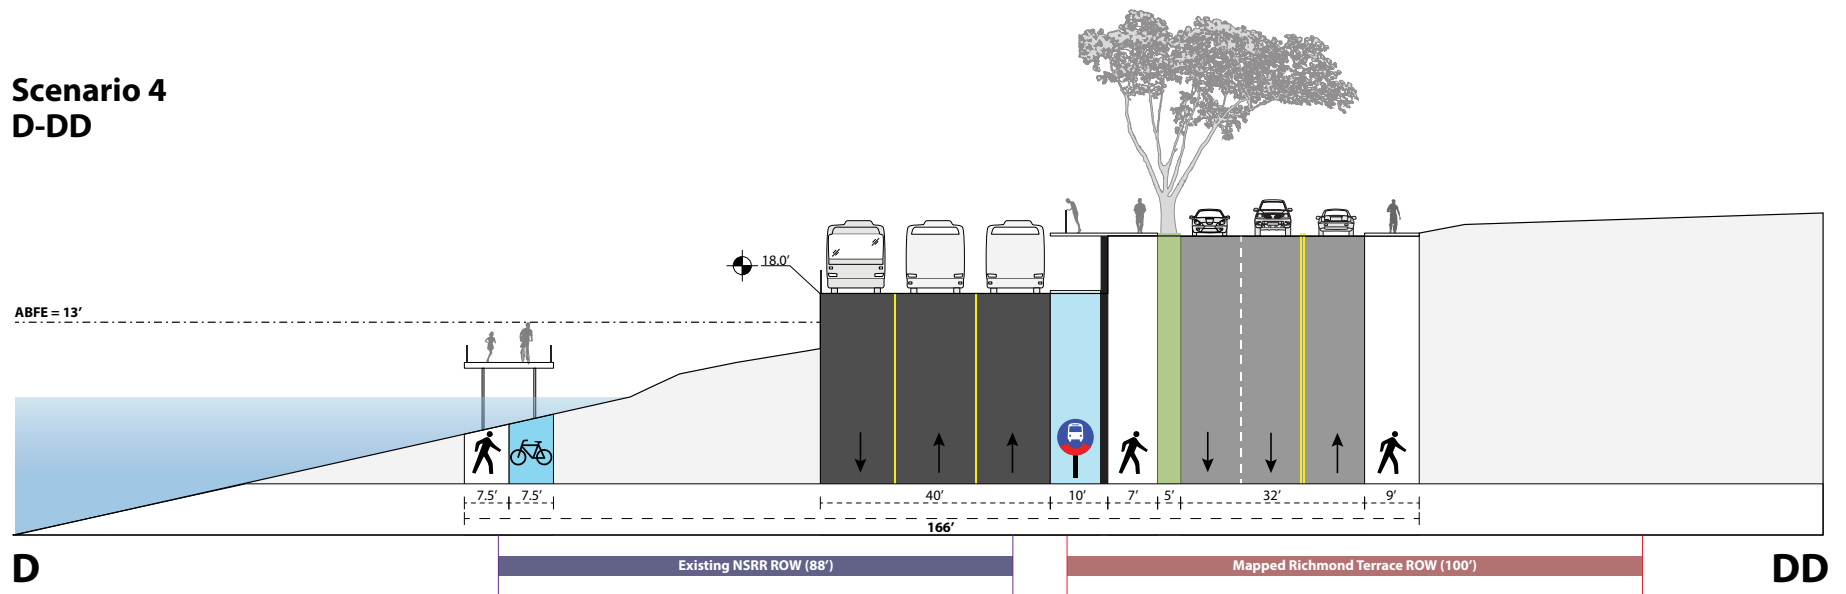 Scenario 4
D-DD
18.0’
ABFE = 13’
7.5’ 7.5’ 40’ 10’ 7’ 5’ 32’ 9’
166’
D
Existing NSRR ROW (88’)
Mapped Richmond Terrace ROW (100’)
DD